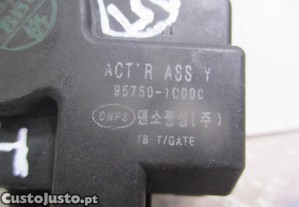 ACT'R ASS Y
95750-1C000
CNPS 덴소풍성(주)
TB T/GATE
CustoJusto.pt